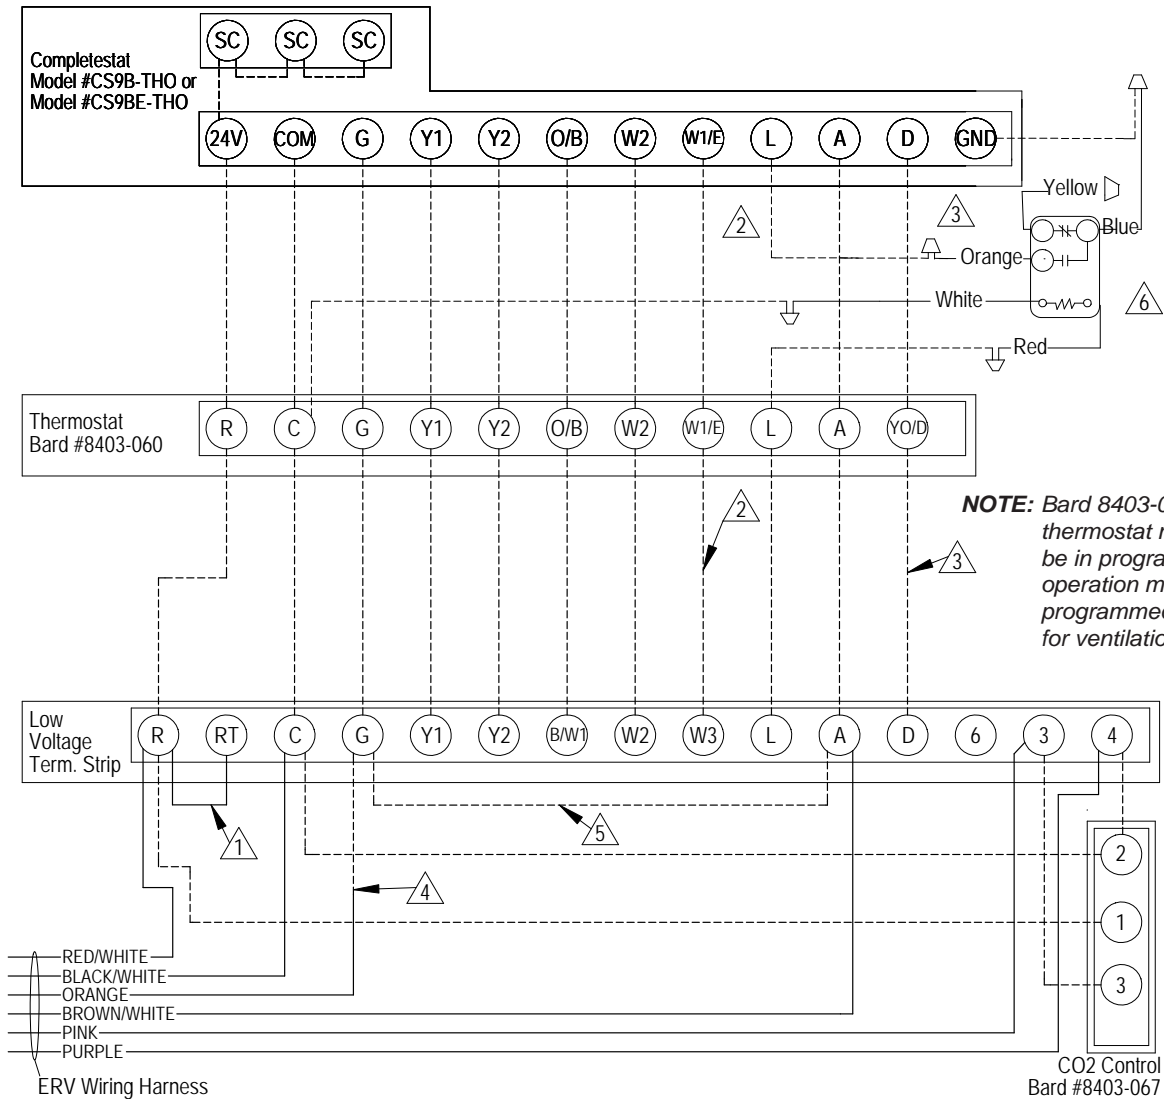 SC SC SC
Completestat
Model #CS9B-THO or
Model #CS9BE-THO
24V COM G Y1 Y2 O/B W2 W1/E L A D GND
Yellow
Blue
2
3
Orange
White
6
Red
Thermostat
Bard #8403-060
R C G Y1 Y2 O/B W2 W1/E L A YO/D
2
3
NOTE: Bard 8403-0
thermostat
be in progra
operation m
programmed
for ventilatio
Low
Voltage
Term. Strip
R RT C G Y1 Y2 B/W1 W2 W3 L A D 6 3 4
1
5
4
2
1
3
RED/WHITE
BLACK/WHITE
ORANGE
BROWN/WHITE
PINK
PURPLE
ERV Wiring Harness
CO2 Control
Bard #8403-067